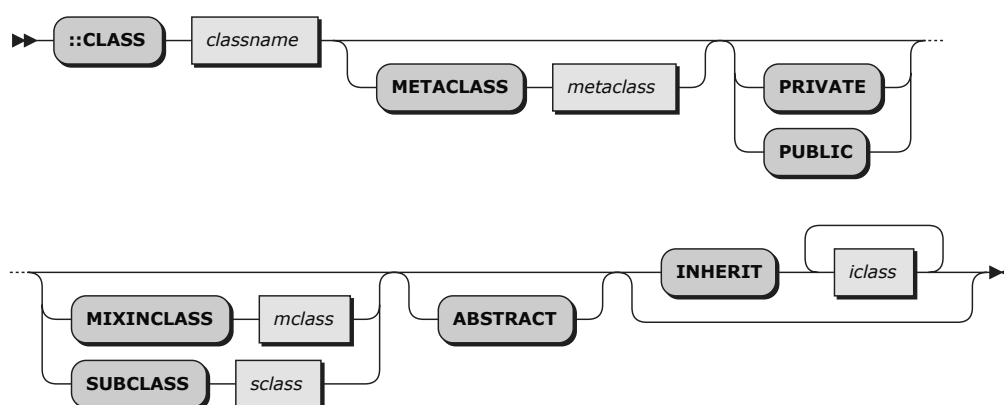 ::CLASS classname
METACLASS metaclass PRIVATE
PUBLIC
INHERIT iclass
MIXINCLASS mclass ABSTRACT
SUBCLASS sclass